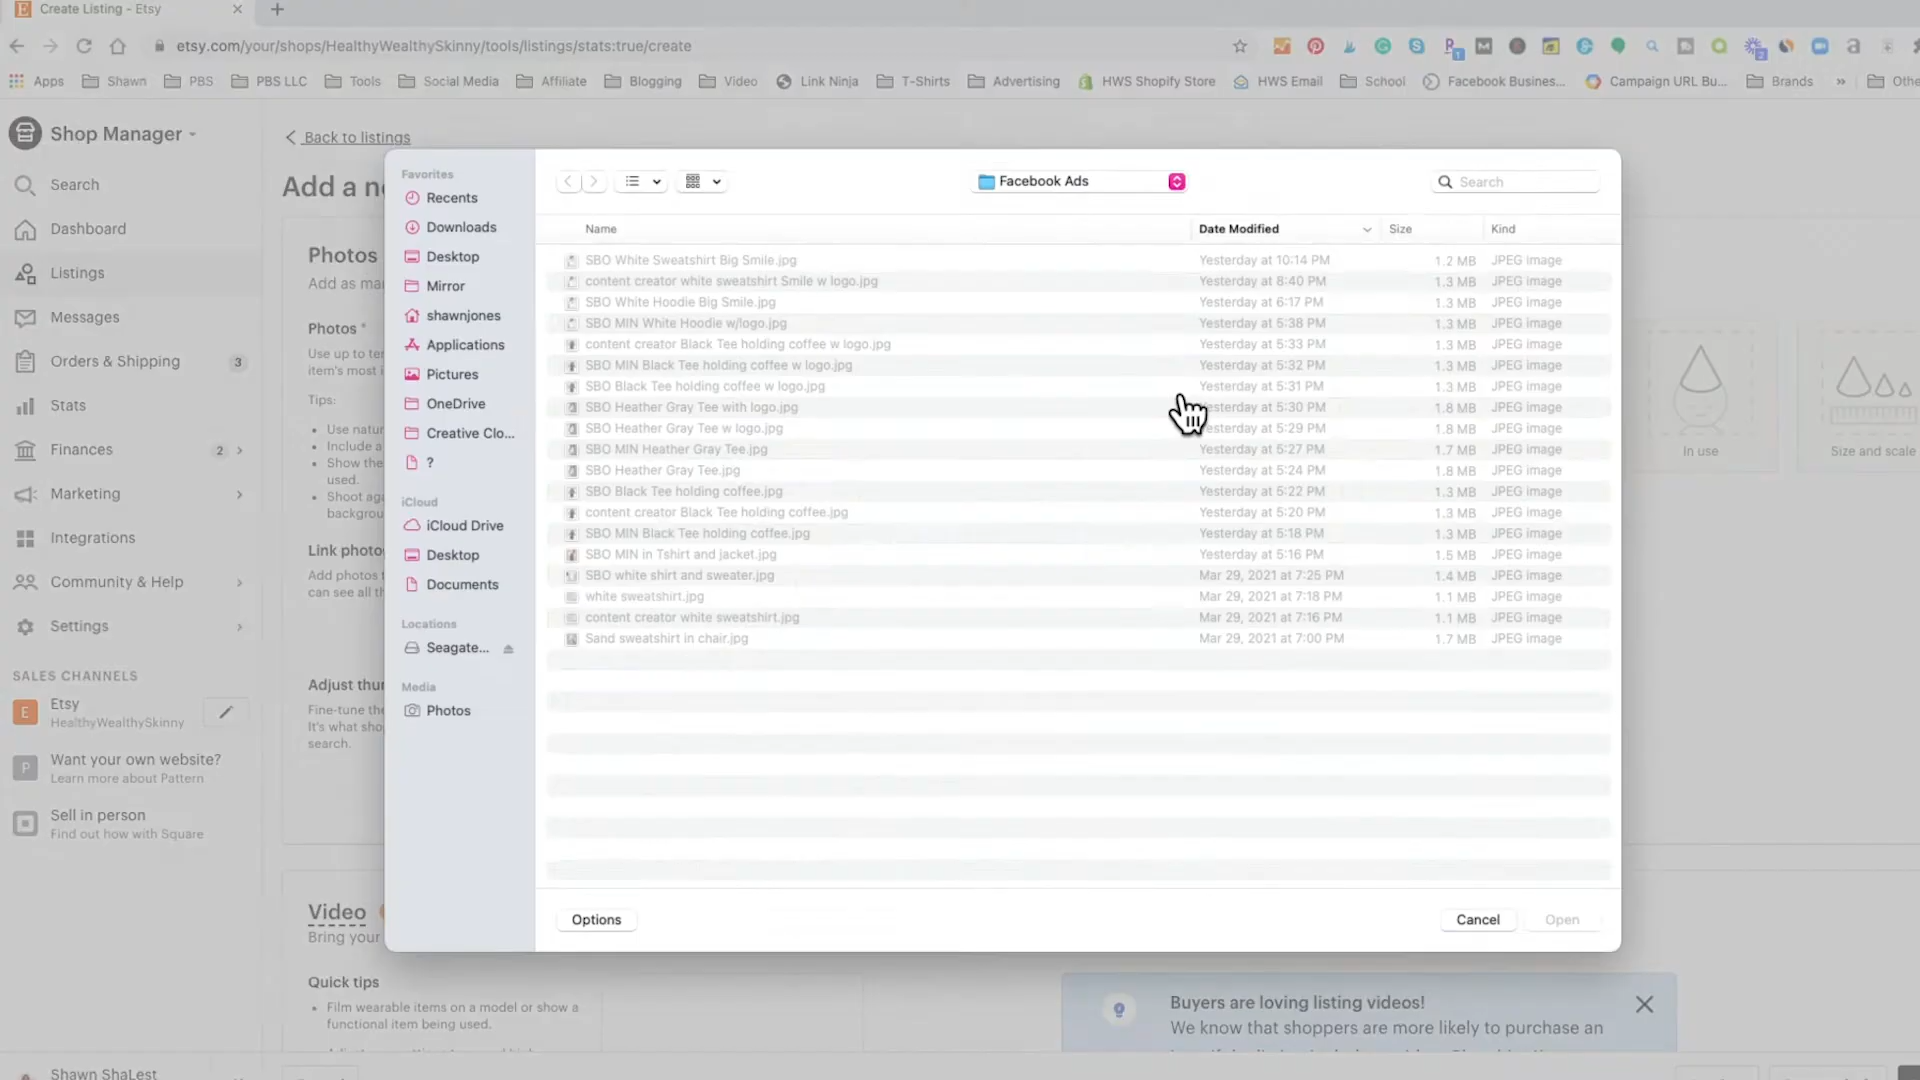 Create Listing - Etsy
etsy.com/your/shops/HealthyWealthySkinny/tools/listings/stats:true/create
Apps Shawn PBS PBS LLC Tools Social Media Affiliate Blogging Video Link Ninja T-Shirts Advertising HWS Shopify Store HWS Email School Facebook Business... Campaign URL Bu... Brands » Othe
Shop Manager
Search
Dashboard
Listings
Messages
Orders & Shipping 3
Stats
Finances 2
Marketing
Integrations
Community & Help
Settings
SALES CHANNELS
E Etsy
HealthyWealthySkinny
P Want your own website?
Learn more about Pattern
Sell in person
Find out how with Square
Shawn ShaLest
Back to listings
Add a ne
Photos
Add as ma
Photos *
Use up to ter
item's most i
Tips:
• Use natur
• Include a
• Show the
used.
• Shoot aga
backgrou
Link photo
Add photos t
can see all th
Adjust thu
Fine-tune the
It's what sho
search.
Video
Bring your
Quick tips
• Film wearable items on a model or show a
functional item being used.
Favorites
Recents
Downloads
Desktop
Mirror
shawnjones
Applications
Pictures
OneDrive
Creative Clo...
?
iCloud
iCloud Drive
Desktop
Documents
Locations
Seagate...
Media
Photos
Facebook Ads
Search
Name Date Modified Size Kind
SBO White Sweatshirt Big Smile.jpg Yesterday at 10:14 PM 1.2 MB JPEG image
content creator white sweatshirt Smile w logo.jpg Yesterday at 8:40 PM 1.3 MB JPEG image
SBO White Hoodie Big Smile.jpg Yesterday at 6:17 PM 1.3 MB JPEG image
SBO MIN White Hoodie w/logo.jpg Yesterday at 5:38 PM 1.3 MB JPEG image
content creator Black Tee holding coffee w logo.jpg Yesterday at 5:33 PM 1.3 MB JPEG image
SBO MIN Black Tee holding coffee w logo.jpg Yesterday at 5:32 PM 1.3 MB JPEG image
SBO Black Tee holding coffee w logo.jpg Yesterday at 5:31 PM 1.3 MB JPEG image
SBO Heather Gray Tee with logo.jpg Yesterday at 5:30 PM 1.8 MB JPEG image
SBO Heather Gray Tee w logo.jpg esterday at 5:29 PM 1.8 MB JPEG image
SBO MIN Heather Gray Tee.jpg Yesterday at 5:27 PM 1.7 MB JPEG image
SBO Heather Gray Tee.jpg Yesterday at 5:24 PM 1.8 MB JPEG image
SBO Black Tee holding coffee.jpg Yesterday at 5:22 PM 1.3 MB JPEG image
content creator Black Tee holding coffee.jpg Yesterday at 5:20 PM 1.3 MB JPEG image
SBO MIN Black Tee holding coffee.jpg Yesterday at 5:18 PM 1.3 MB JPEG image
SBO MIN in Tshirt and jacket.jpg Yesterday at 5:16 PM 1.5 MB JPEG image
SBO white shirt and sweater.jpg Mar 29, 2021 at 7:25 PM 1.4 MB JPEG image
white sweatshirt.jpg Mar 29, 2021 at 7:18 PM 1.1 MB JPEG image
content creator white sweatshirt.jpg Mar 29, 2021 at 7:16 PM 1.1 MB JPEG image
Sand sweatshirt in chair.jpg Mar 29, 2021 at 7:00 PM 1.7 MB JPEG image
Options Cancel Open
In use
Size and scale
Buyers are loving listing videos!
We know that shoppers are more likely to purchase an